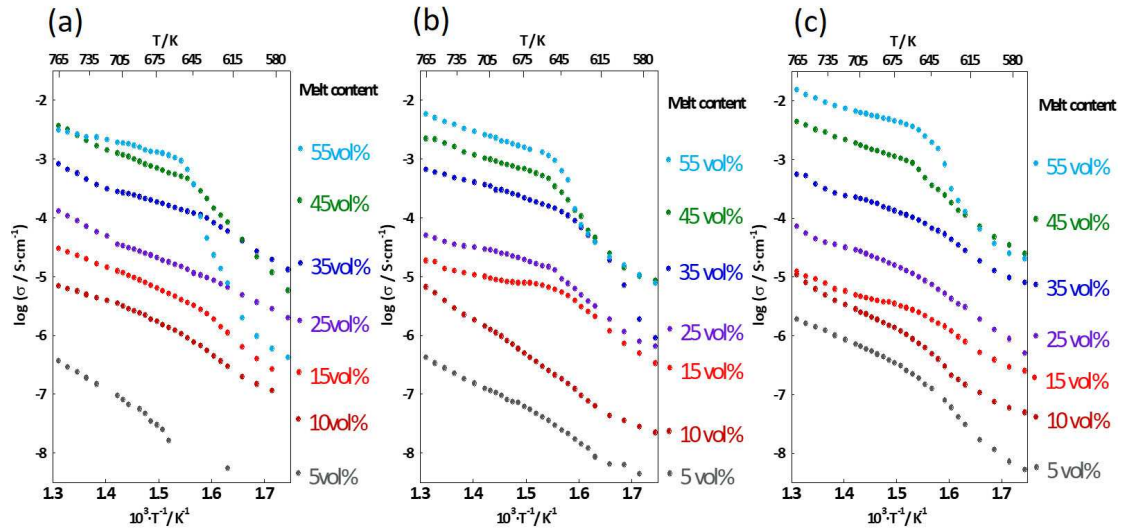 (a)
T/K
765 735 705 675 645 615 580
Melt content
-2
-3
-4
-5
-6
-7
-8
log (σ / S·cm⁻¹)
55vol%
45vol%
35vol%
25vol%
15vol%
10vol%
5vol%
1.3 1.4 1.5 1.6 1.7
10³·T⁻¹/K⁻¹
(b)
T/K
765 735 705 675 645 615 580
Melt content
-2
-3
-4
-5
-6
-7
-8
log (σ / S·cm⁻¹)
55 vol%
45 vol%
35 vol%
25 vol%
15 vol%
10 vol%
5 vol%
1.3 1.4 1.5 1.6 1.7
10³·T⁻¹/K⁻¹
(c)
T/K
765 735 705 675 645 615 580
Melt content
-2
-3
-4
-5
-6
-7
-8
log (σ / S·cm⁻¹)
55 vol%
45 vol%
35 vol%
25 vol%
15 vol%
10 vol%
5 vol%
1.3 1.4 1.5 1.6 1.7
10³·T⁻¹/K⁻¹